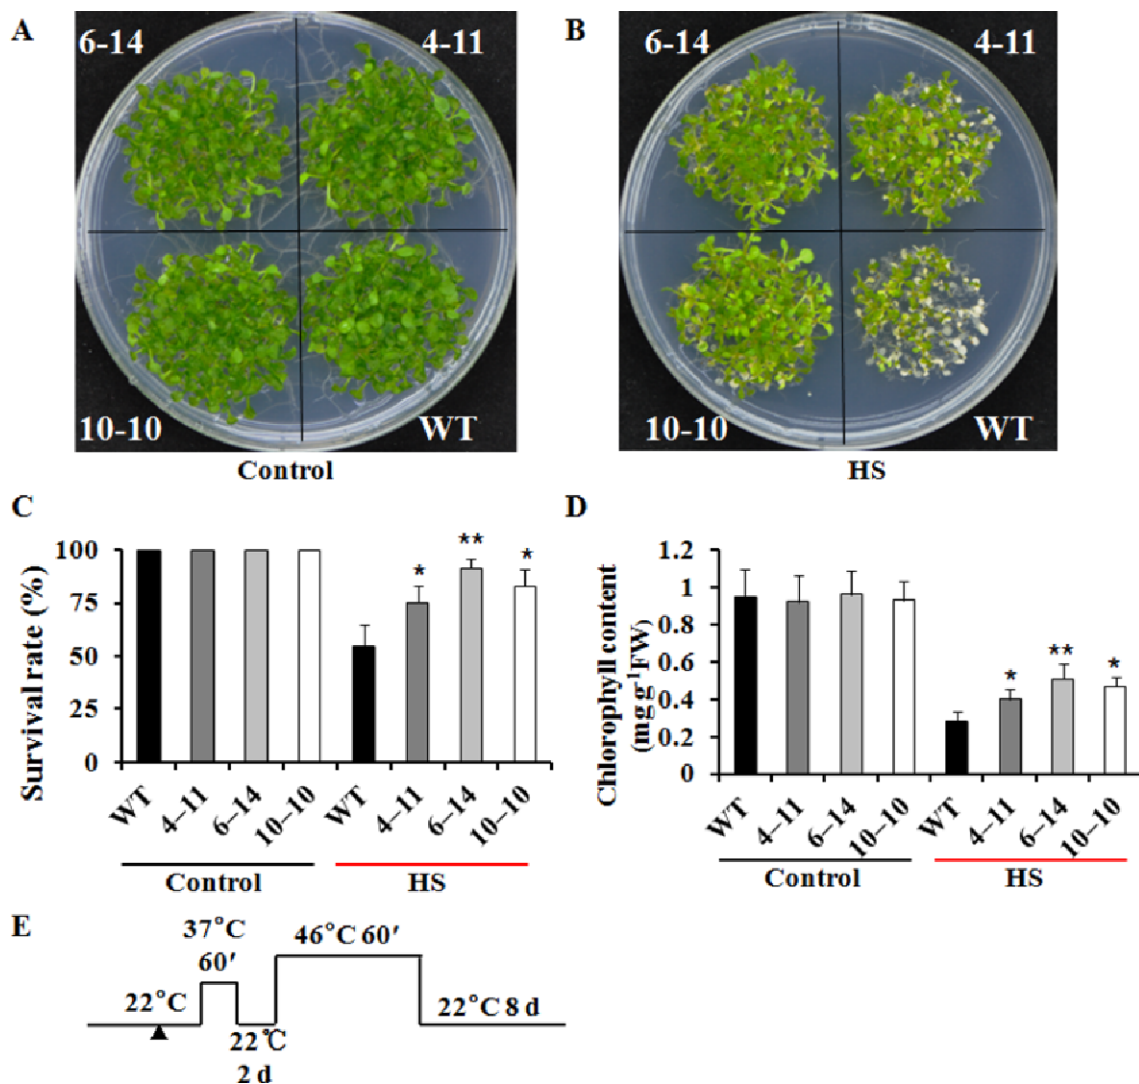 A
6–14
4–11
10-10
WT
Control
B
6–14
4–11
10-10
WT
HS
C
Survival rate (%)
100
75
50
25
0
*
**
*
WT
4–11
6–14
10–10
WT
4–11
6–14
10–10
Control
HS
D
Chlorophyll content
(mg g⁻¹FW)
1.2
1
0.8
0.6
0.4
0.2
0
*
**
*
WT
4–11
6–14
10–10
WT
4–11
6–14
10–10
Control
HS
E
37°C
60′
46°C 60′
22°C
22℃
2 d
22°C 8 d